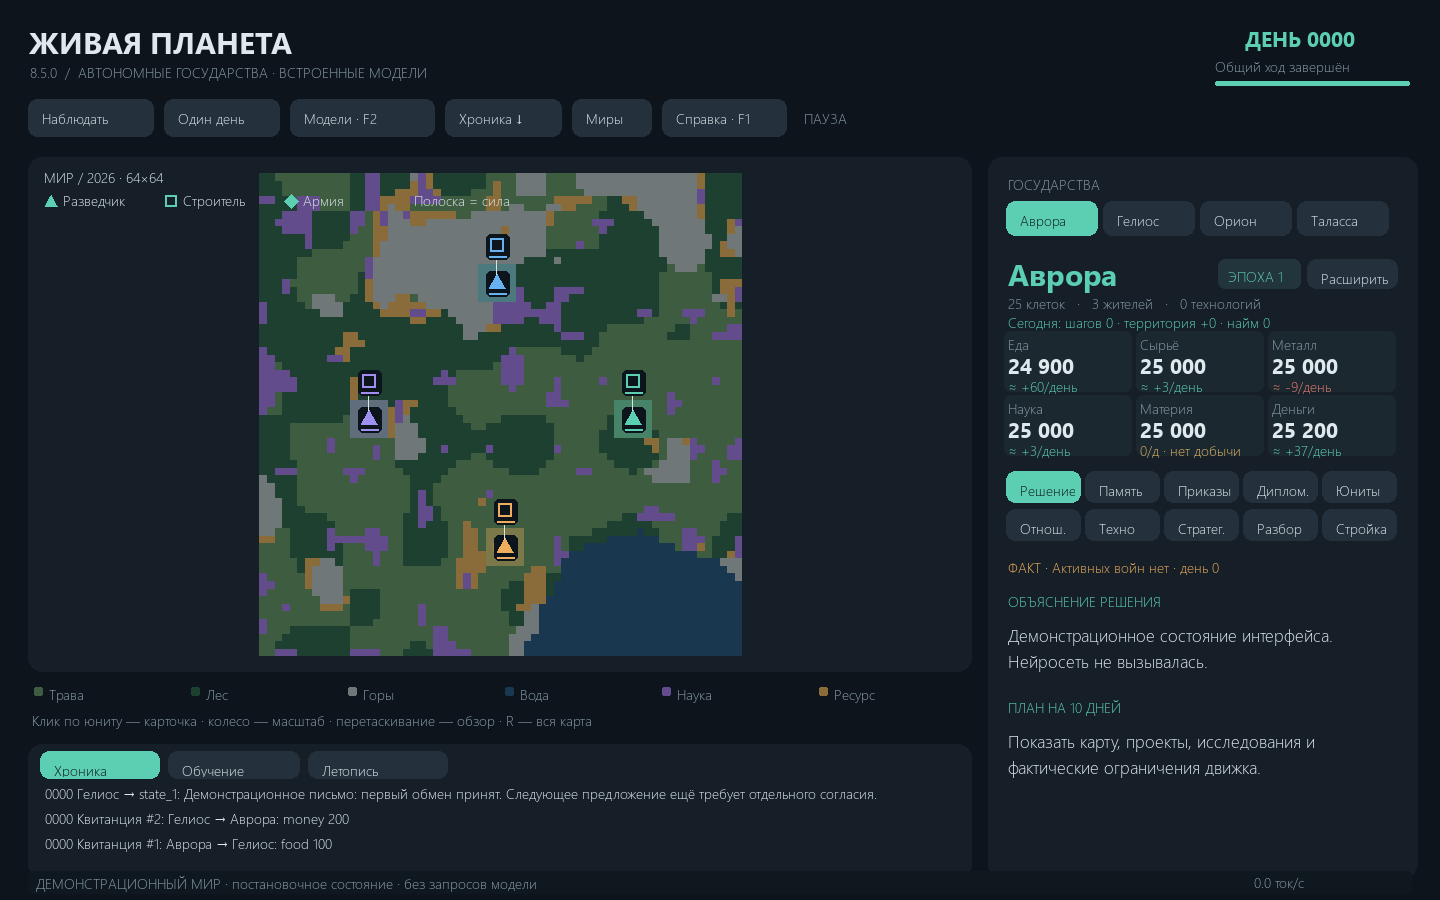 ЖИВАЯ ПЛАНЕТА
8.5.0 / АВТОНОМНЫЕ ГОСУДАРСТВА · ВСТРОЕННЫЕ МОДЕЛИ
ДЕНЬ 0000
Общий ход завершён
Наблюдать
Один день
Модели · F2
Хроника ↓
Миры
Справка · F1
ПАУЗА
МИР / 2026 · 64×64
Разведчик
Строитель
Армия
Полоска = сила
Трава
Лес
Горы
Вода
Наука
Ресурс
Клик по юниту — карточка · колесо — масштаб · перетаскивание — обзор · R — вся карта
Хроника
Обучение
Летопись
0000 Гелиос → state_1: Демонстрационное письмо: первый обмен принят. Следующее предложение ещё требует отдельного согласия.
0000 Квитанция #2: Гелиос → Аврора: money 200
0000 Квитанция #1: Аврора → Гелиос: food 100
ГОСУДАРСТВА
Аврора
Гелиос
Орион
Таласса
Аврора
ЭПОХА 1
Расширить
25 клеток · 3 жителей · 0 технологий
Сегодня: шагов 0 · территория +0 · найм 0
Еда
24 900
≈ +60/день
Сырьё
25 000
≈ +3/день
Металл
25 000
≈ -9/день
Наука
25 000
≈ +3/день
Материя
25 000
0/д · нет добычи
Деньги
25 200
≈ +37/день
Решение
Память
Приказы
Диплом.
Юниты
Отнош.
Техно
Стратег.
Разбор
Стройка
ФАКТ · Активных войн нет · день 0
ОБЪЯСНЕНИЕ РЕШЕНИЯ
Демонстрационное состояние интерфейса.
Нейросеть не вызывалась.
ПЛАН НА 10 ДНЕЙ
Показать карту, проекты, исследования и
фактические ограничения движка.
ДЕМОНСТРАЦИОННЫЙ МИР · постановочное состояние · без запросов модели
0.0 ток/с